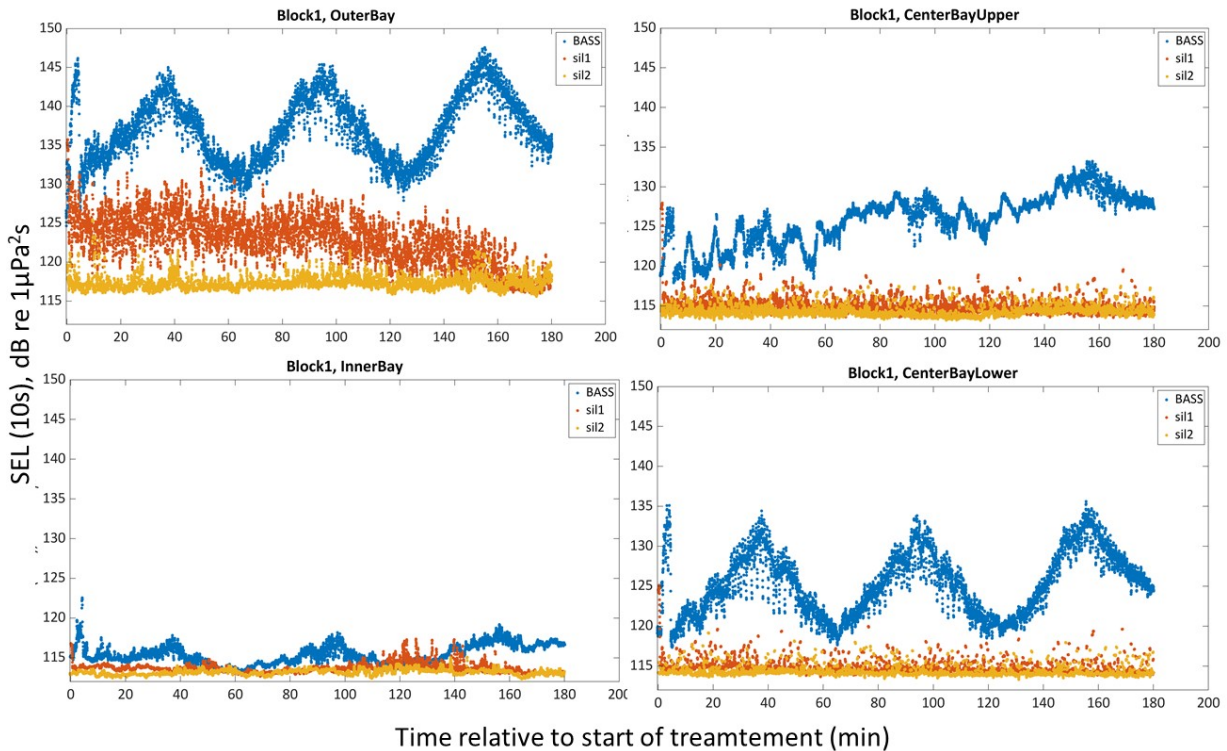 Block1, OuterBay
150
145
140
135
130
125
120
115
0 20 40 60 80 100 120 140 160 180 200
BASS
sil1
sil2
Block1, CenterBayUpper
150
145
140
135
130
125
120
115
0 20 40 60 80 100 120 140 160 180 200
BASS
sil1
sil2
SEL (10s), dB re 1µPa²s
Block1, InnerBay
150
145
140
135
130
125
120
115
0 20 40 60 80 100 120 140 160 180 200
BASS
sil1
sil2
Block1, CenterBayLower
150
145
140
135
130
125
120
115
0 20 40 60 80 100 120 140 160 180 200
BASS
sil1
sil2
Time relative to start of treamtement (min)